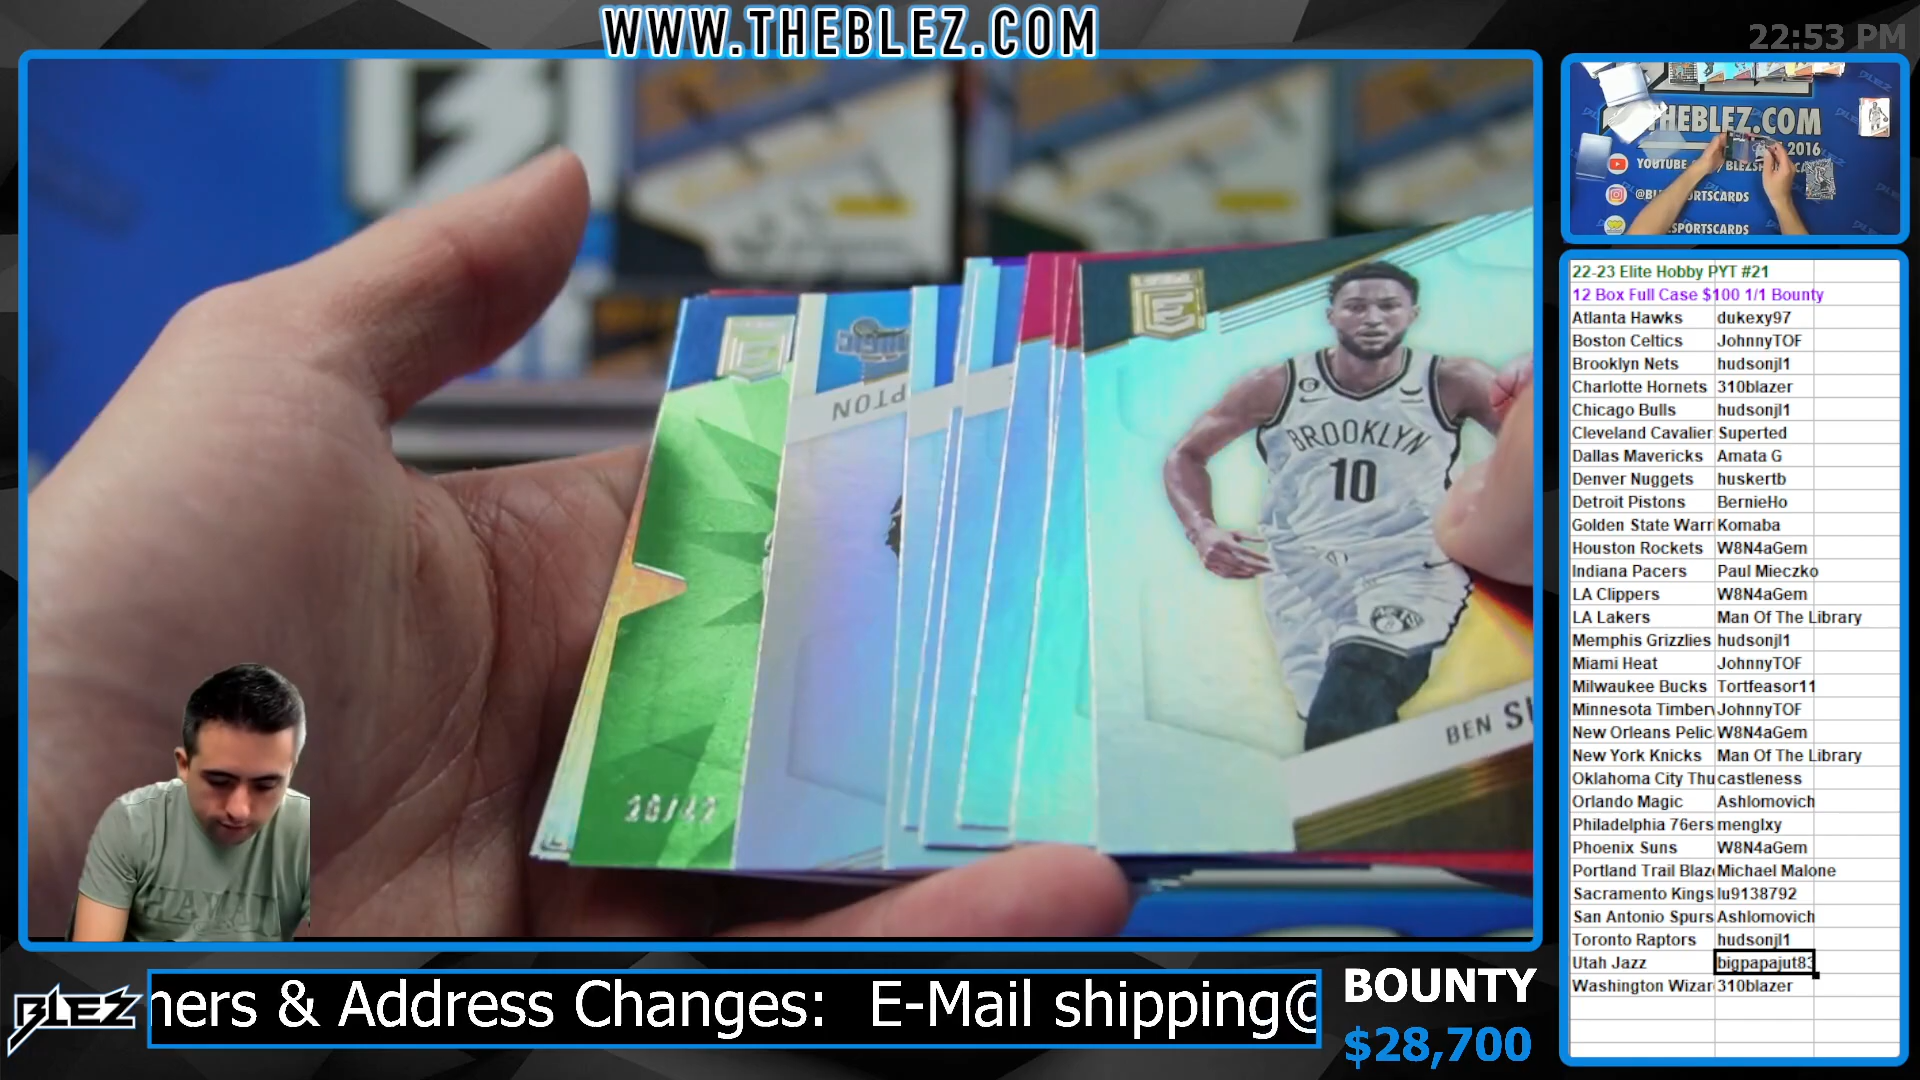 WWW.THEBLEZ.COM
22:53 PM
THEBLEZ.COM
2016
YOUTUBE
SPORTSCARDS
E
PTON
BROOKLYN
10
BEN SI
22-23 Elite Hobby PYT #21
12 Box Full Case $100 1/1 Bounty
Atlanta Hawks dukexy97
Boston Celtics JohnnyTOF
Brooklyn Nets hudsonjl1
Charlotte Hornets 310blazer
Chicago Bulls hudsonjl1
Cleveland Cavalier Superted
Dallas Mavericks Amata G
Denver Nuggets huskertb
Detroit Pistons BernieHo
Golden State Warri Komaba
Houston Rockets W8N4aGem
Indiana Pacers Paul Mieczko
LA Clippers W8N4aGem
LA Lakers Man Of The Library
Memphis Grizzlies hudsonjl1
Miami Heat JohnnyTOF
Milwaukee Bucks Tortfeasor11
Minnesota Timberv JohnnyTOF
New Orleans Pelic W8N4aGem
New York Knicks Man Of The Library
Oklahoma City Thu castleness
Orlando Magic Ashlomovich
Philadelphia 76ers menglxy
Phoenix Suns W8N4aGem
Portland Trail Blaz Michael Malone
Sacramento Kings lu9138792
San Antonio Spurs Ashlomovich
Toronto Raptors hudsonjl1
Utah Jazz bigpapajut83
Washington Wizar 310blazer
BLEZ
ners & Address Changes: E-Mail shipping@
BOUNTY
$28,700